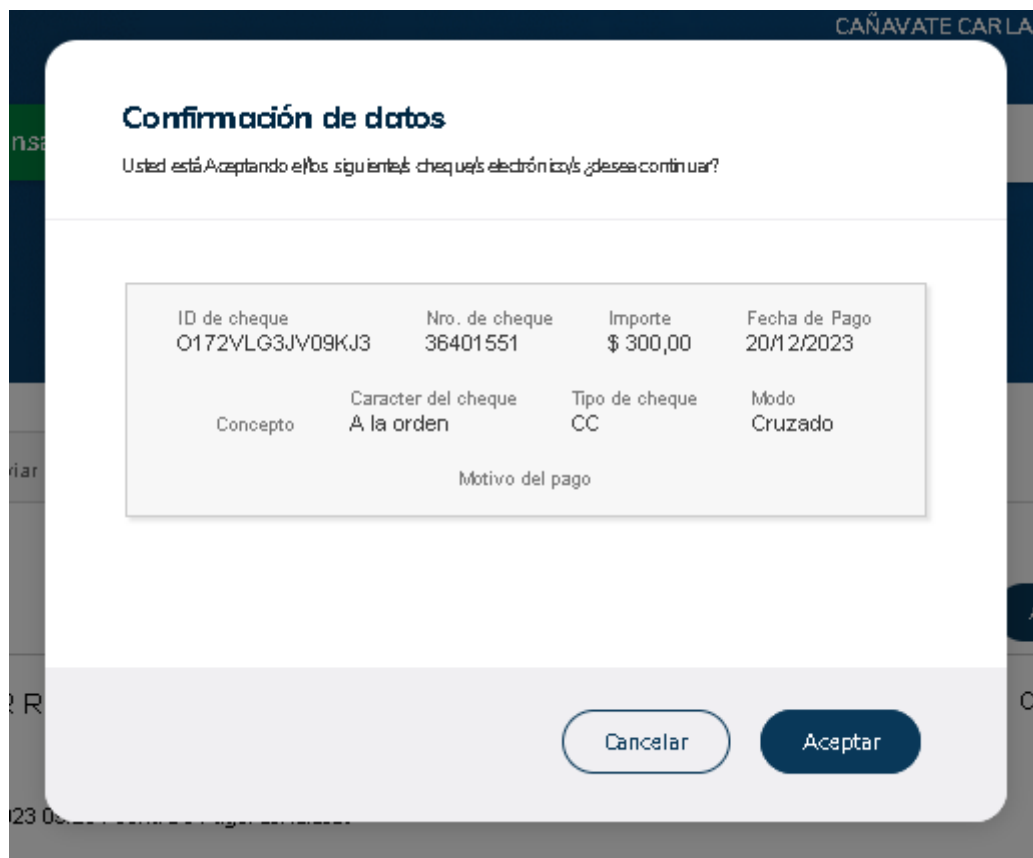 CAÑAVATE CARLA
Confirmación de datos
Usted está Aceptando el/los siguiente/s cheque/s electrónico/s ¿desea continuar?
ID de cheque Nro. de cheque Importe Fecha de Pago
O172VLG3JV09KJ3 36401551 $ 300,00 20/12/2023
Caracter del cheque Tipo de cheque Modo
Concepto A la orden CC Cruzado
Motivo del pago
Cancelar Aceptar